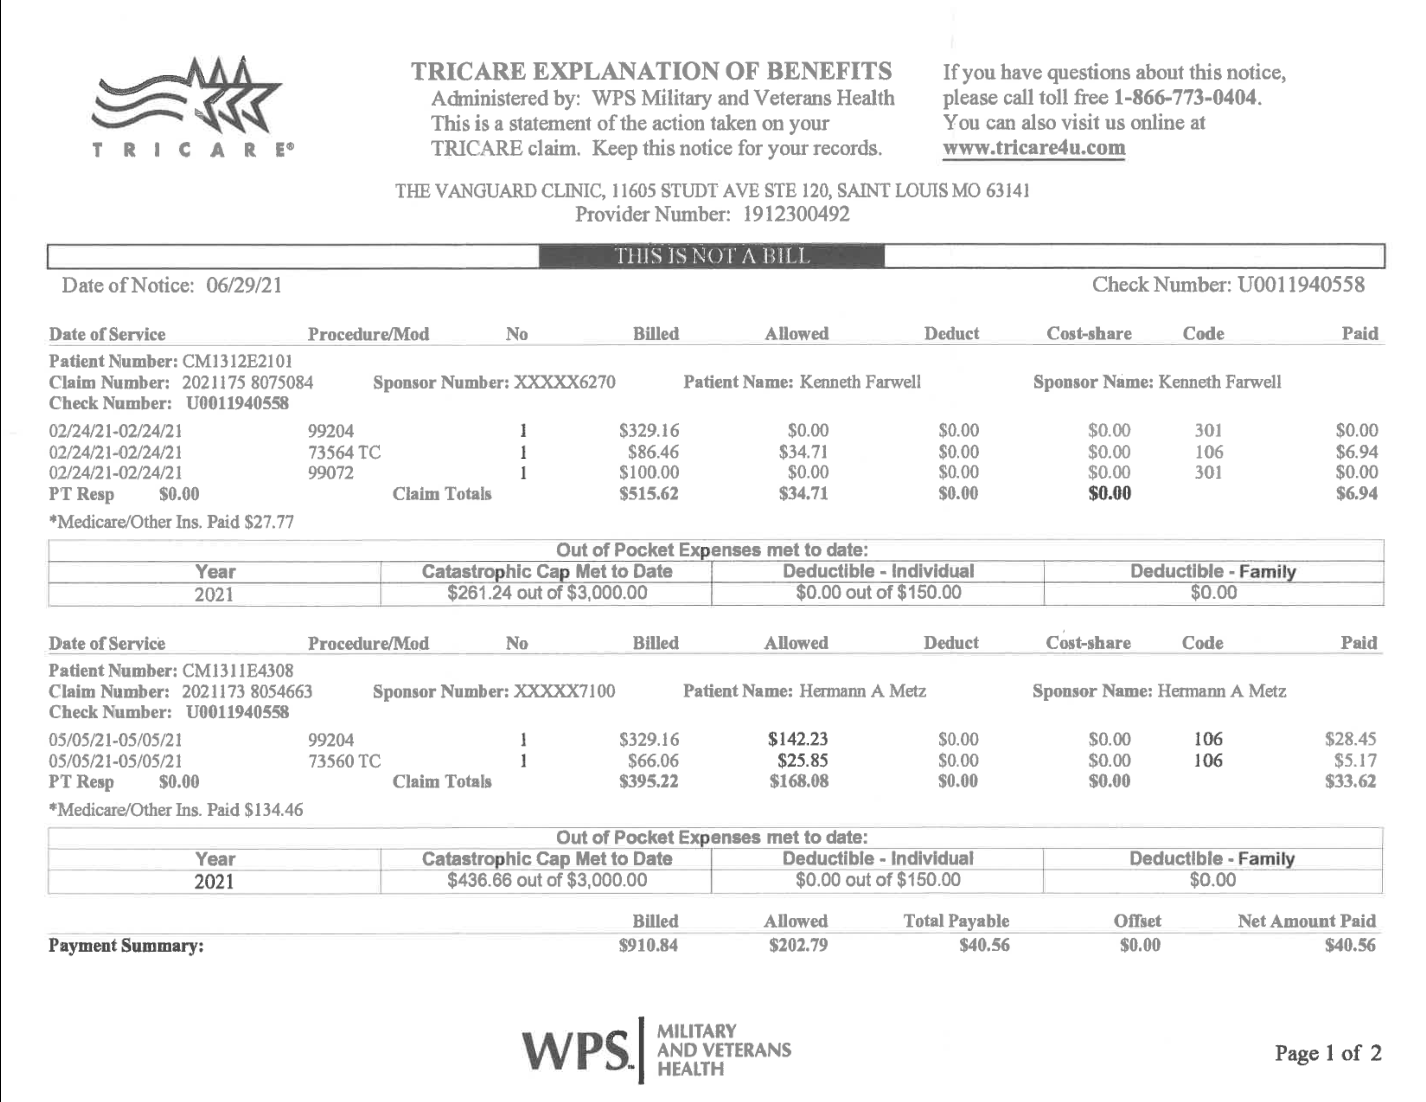 TRICARE EXPLANATION OF BENEFITS
Administered by: WPS Military and Veterans Health
This is a statement of the action taken on your
TRICARE claim. Keep this notice for your records.
If you have questions about this notice,
please call toll free 1-866-773-0404.
You can also visit us online at
www.tricare4u.com
TRICARE®
THE VANGUARD CLINIC, 11605 STUDT AVE STE 120, SAINT LOUIS MO 63141
Provider Number: 1912300492
THIS IS NOT A BILL
Date of Notice: 06/29/21 Check Number: U0011940558
Date of Service Procedure/Mod No Billed Allowed Deduct Cost-share Code Paid
Patient Number: CM1312E2101
Claim Number: 2021175 8075084 Sponsor Number: XXXXX6270 Patient Name: Kenneth Farwell Sponsor Name: Kenneth Farwell
Check Number: U0011940558
02/24/21-02/24/21 99204 1 $329.16 $0.00 $0.00 $0.00 301 $0.00
02/24/21-02/24/21 73564 TC 1 $86.46 $34.71 $0.00 $0.00 106 $6.94
02/24/21-02/24/21 99072 1 $100.00 $0.00 $0.00 $0.00 301 $0.00
PT Resp $0.00 Claim Totals $515.62 $34.71 $0.00 $0.00 $6.94
*Medicare/Other Ins. Paid $27.77
Out of Pocket Expenses met to date:
Year Catastrophic Cap Met to Date Deductible - Individual Deductible - Family
2021 $261.24 out of $3,000.00 $0.00 out of $150.00 $0.00
Date of Service Procedure/Mod No Billed Allowed Deduct Cost-share Code Paid
Patient Number: CM1311E4308
Claim Number: 2021173 8054663 Sponsor Number: XXXXX7100 Patient Name: Hermann A Metz Sponsor Name: Hermann A Metz
Check Number: U0011940558
05/05/21-05/05/21 99204 1 $329.16 $142.23 $0.00 $0.00 106 $28.45
05/05/21-05/05/21 73560 TC 1 $66.06 $25.85 $0.00 $0.00 106 $5.17
PT Resp $0.00 Claim Totals $395.22 $168.08 $0.00 $0.00 $33.62
*Medicare/Other Ins. Paid $134.46
Out of Pocket Expenses met to date:
Year Catastrophic Cap Met to Date Deductible - Individual Deductible - Family
2021 $436.66 out of $3,000.00 $0.00 out of $150.00 $0.00
Billed Allowed Total Payable Offset Net Amount Paid
Payment Summary: $910.84 $202.79 $40.56 $0.00 $40.56
WPS
MILITARY
AND VETERANS
HEALTH
Page 1 of 2